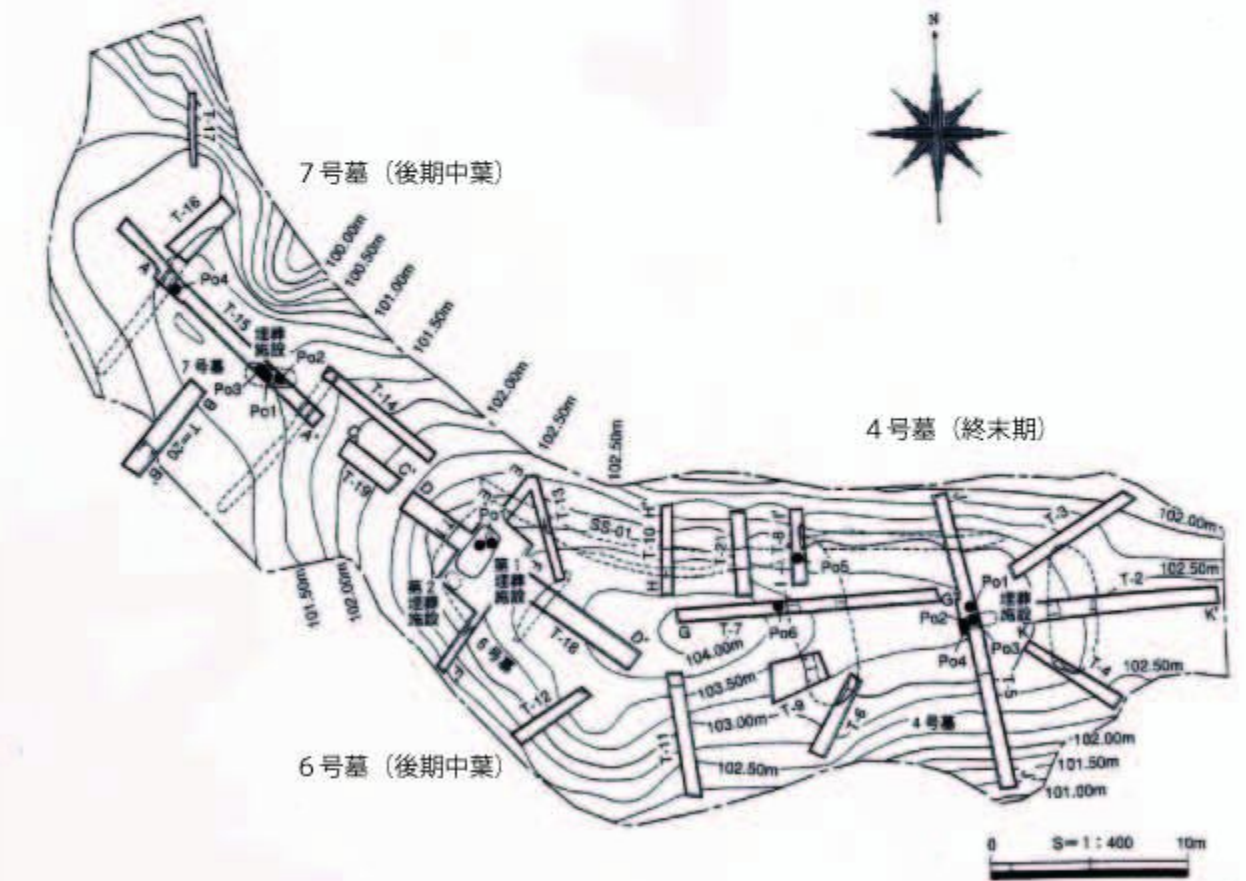 N
7号墓（後期中葉）
T-17
T-16
100.00m
100.50m
101.00m
101.50m
A
Po4
T-15
埋葬
施設
Po2
7号墓
Po3
Po1
A'
B
T-20
B'
T-14
102.00m
102.50m
102.50m
4号墓（終末期）
C
C'
T-19
D
E
Po
T-13
SS-01
H'
T-10
H
T-21
I'
T-8
I
Po5
J
T-3
102.00m
102.50m
T-2
K'
101.50m
102.00m
第2
埋葬
施設
第1
埋葬
施設
F
6号墓
T-18
D'
G
T-7
Po6
G'
Po1
埋葬
施設
K
Po2
Po3
Po4
104.00m
103.50m
103.00m
102.50m
T-12
T-11
T-9
T-6
T-5
T-4
102.50m
4号墓
102.00m
101.50m
101.00m
6号墓（後期中葉）
0 S=1:400 10m